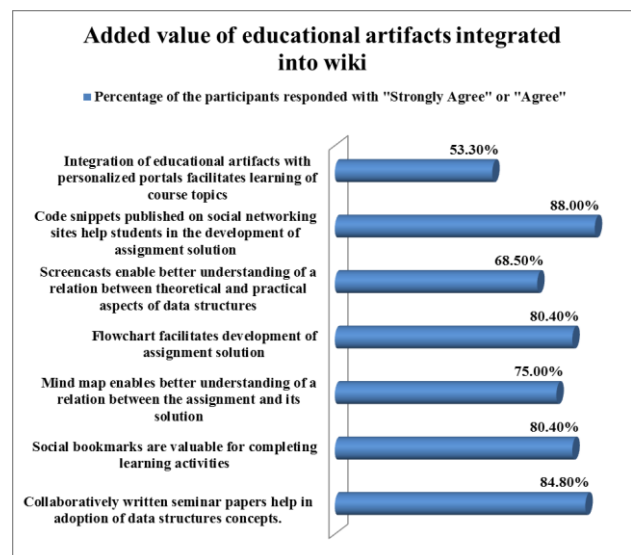 Added value of educational artifacts integrated
into wiki
Percentage of the participants responded with "Strongly Agree" or "Agree"
Integration of educational artifacts with
personalized portals facilitates learning of
course topics
53.30%
Code snippets published on social networking
sites help students in the development of
assignment solution
88.00%
Screencasts enable better understanding of a
relation between theoretical and practical
aspects of data structures
68.50%
Flowchart facilitates development of
assignment solution
80.40%
Mind map enables better understanding of a
relation between the assignment and its
solution
75.00%
Social bookmarks are valuable for completing
learning activities
80.40%
Collaboratively written seminar papers help in
adoption of data structures concepts.
84.80%